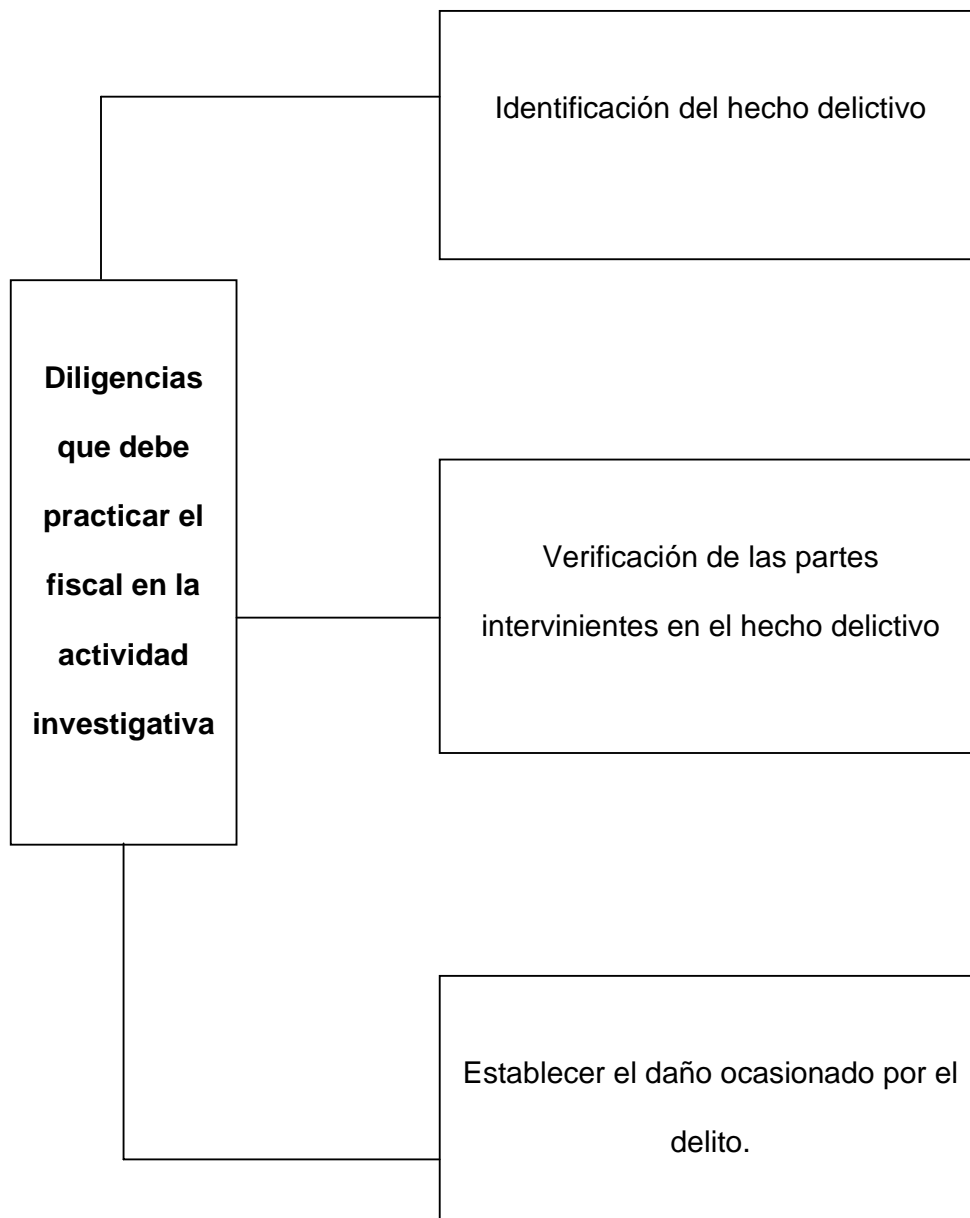 Identificación del hecho delictivo
Diligencias
que debe
practicar el
fiscal en la
actividad
investigativa
Verificación de las partes
intervinientes en el hecho delictivo
Establecer el daño ocasionado por el
delito.